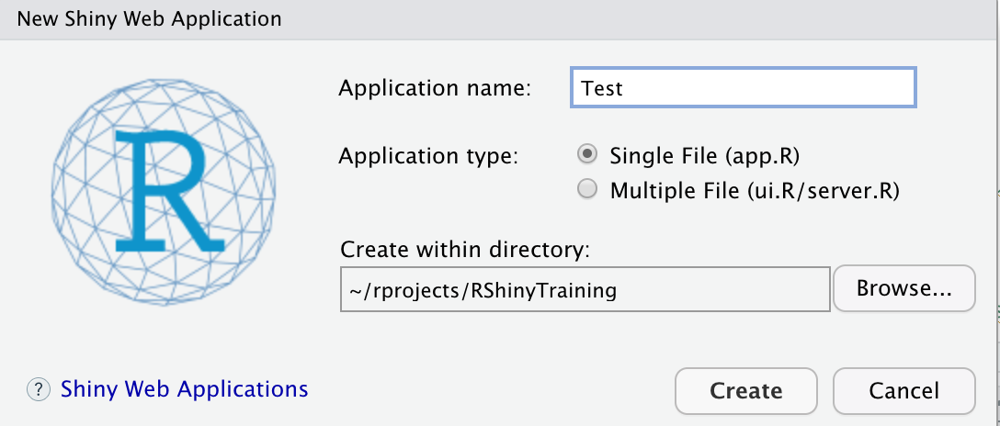 New Shiny Web Application
R
Application name: Test
Application type: Single File (app.R)
Multiple File (ui.R/server.R)
Create within directory:
~/rprojects/RShinyTraining Browse...
? Shiny Web Applications Create Cancel